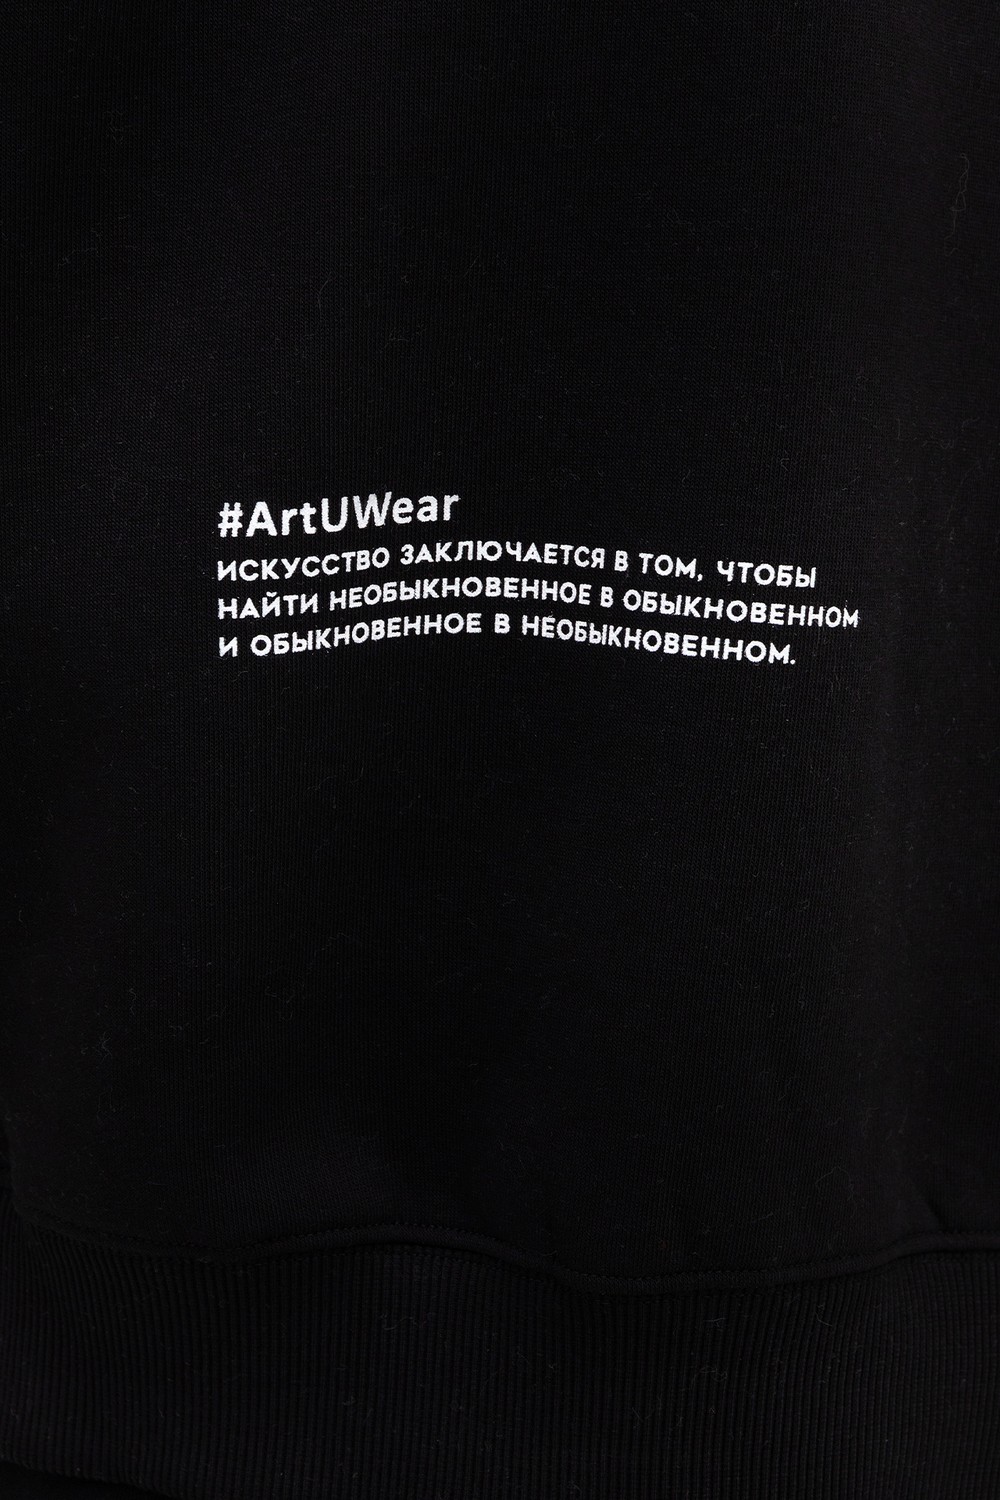 #ArtUWear
ИСКУССТВО ЗАКЛЮЧАЕТСЯ В ТОМ, ЧТОБЫ
НАЙТИ НЕОБЫКНОВЕННОЕ В ОБЫКНОВЕННОМ
И ОБЫКНОВЕННОЕ В НЕОБЫКНОВЕННОМ.